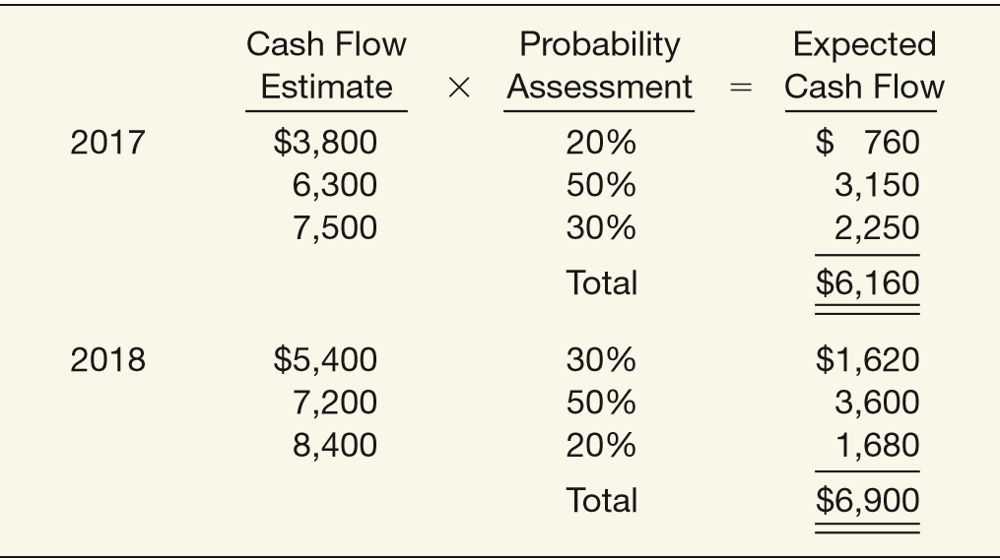 Cash Flow Probability Expected
Estimate × Assessment = Cash Flow
2017 $3,800 20% $ 760
6,300 50% 3,150
7,500 30% 2,250
Total $6,160
2018 $5,400 30% $1,620
7,200 50% 3,600
8,400 20% 1,680
Total $6,900